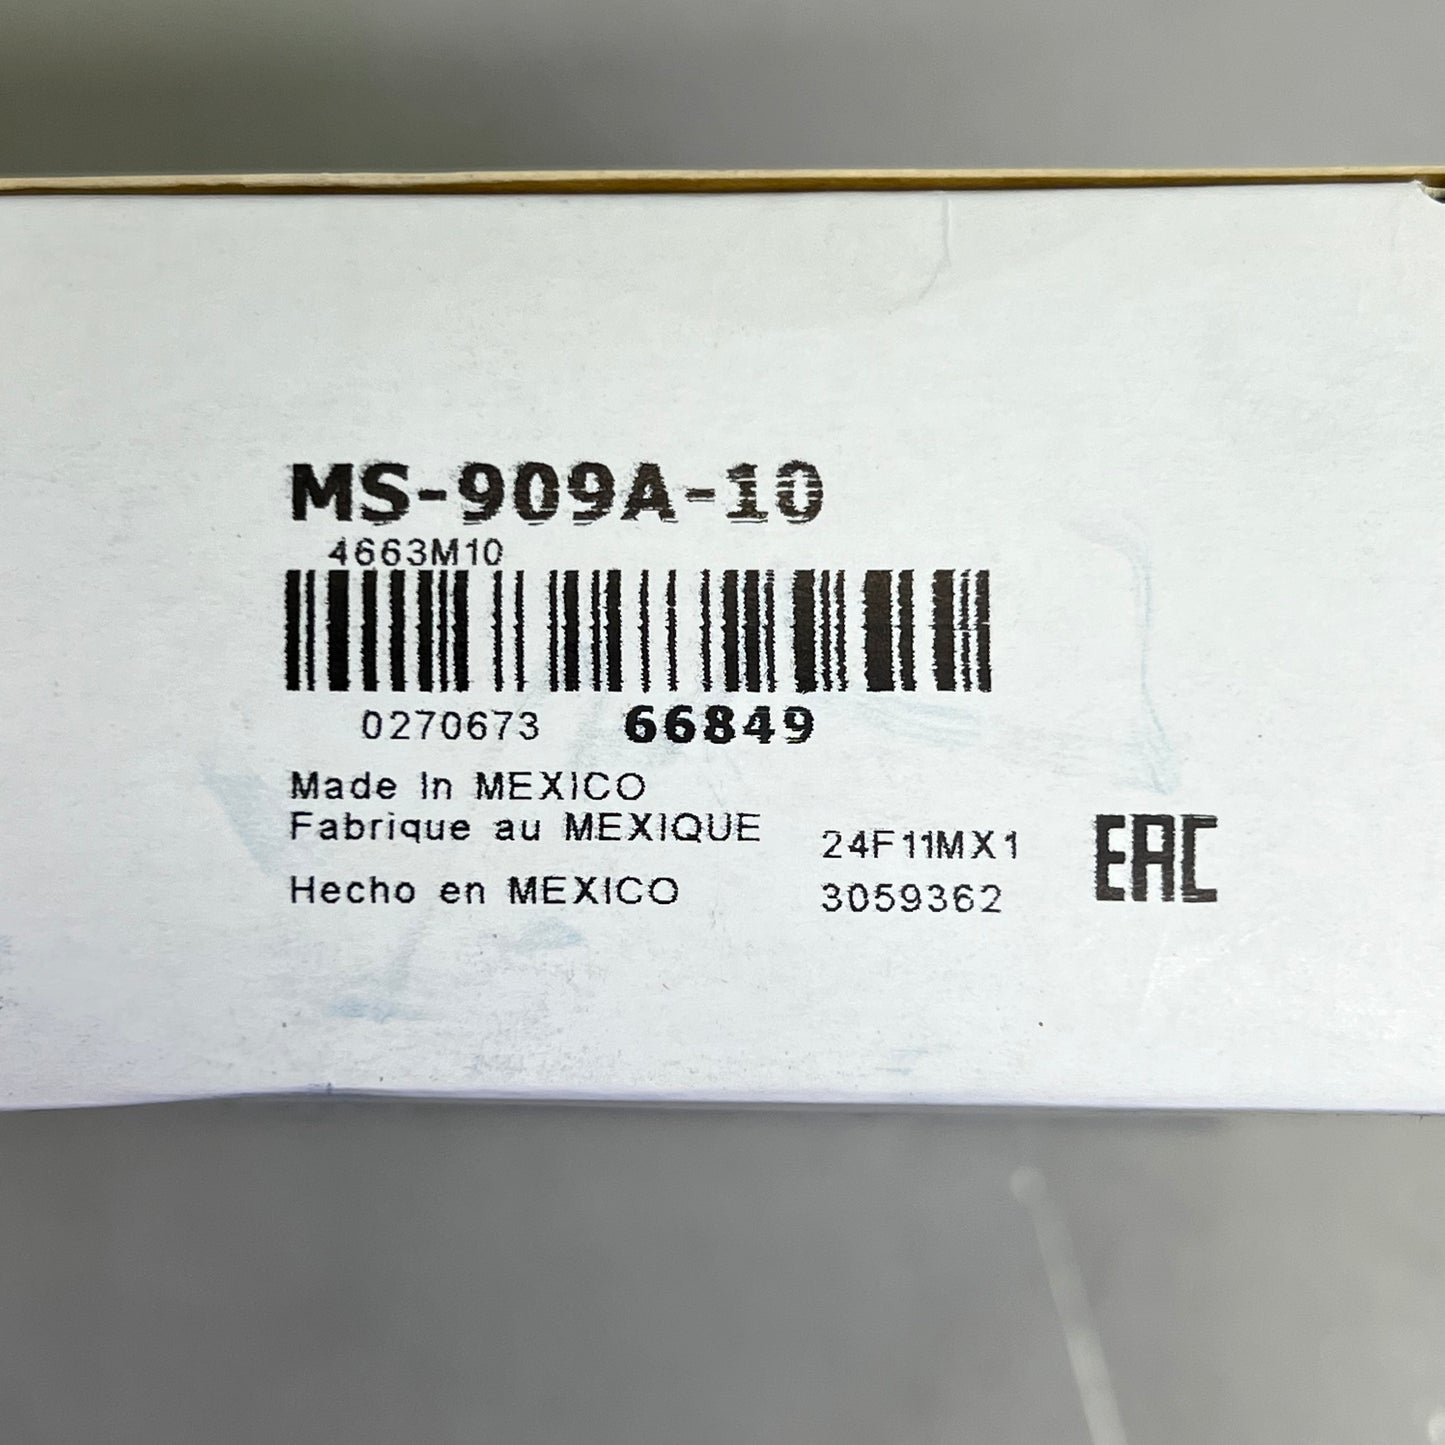 MS-909A-10
4663M10
0270673 66849
Made In MEXICO
Fabrique au MEXIQUE
Hecho en MEXICO
24F11MX1
3059362
EAC